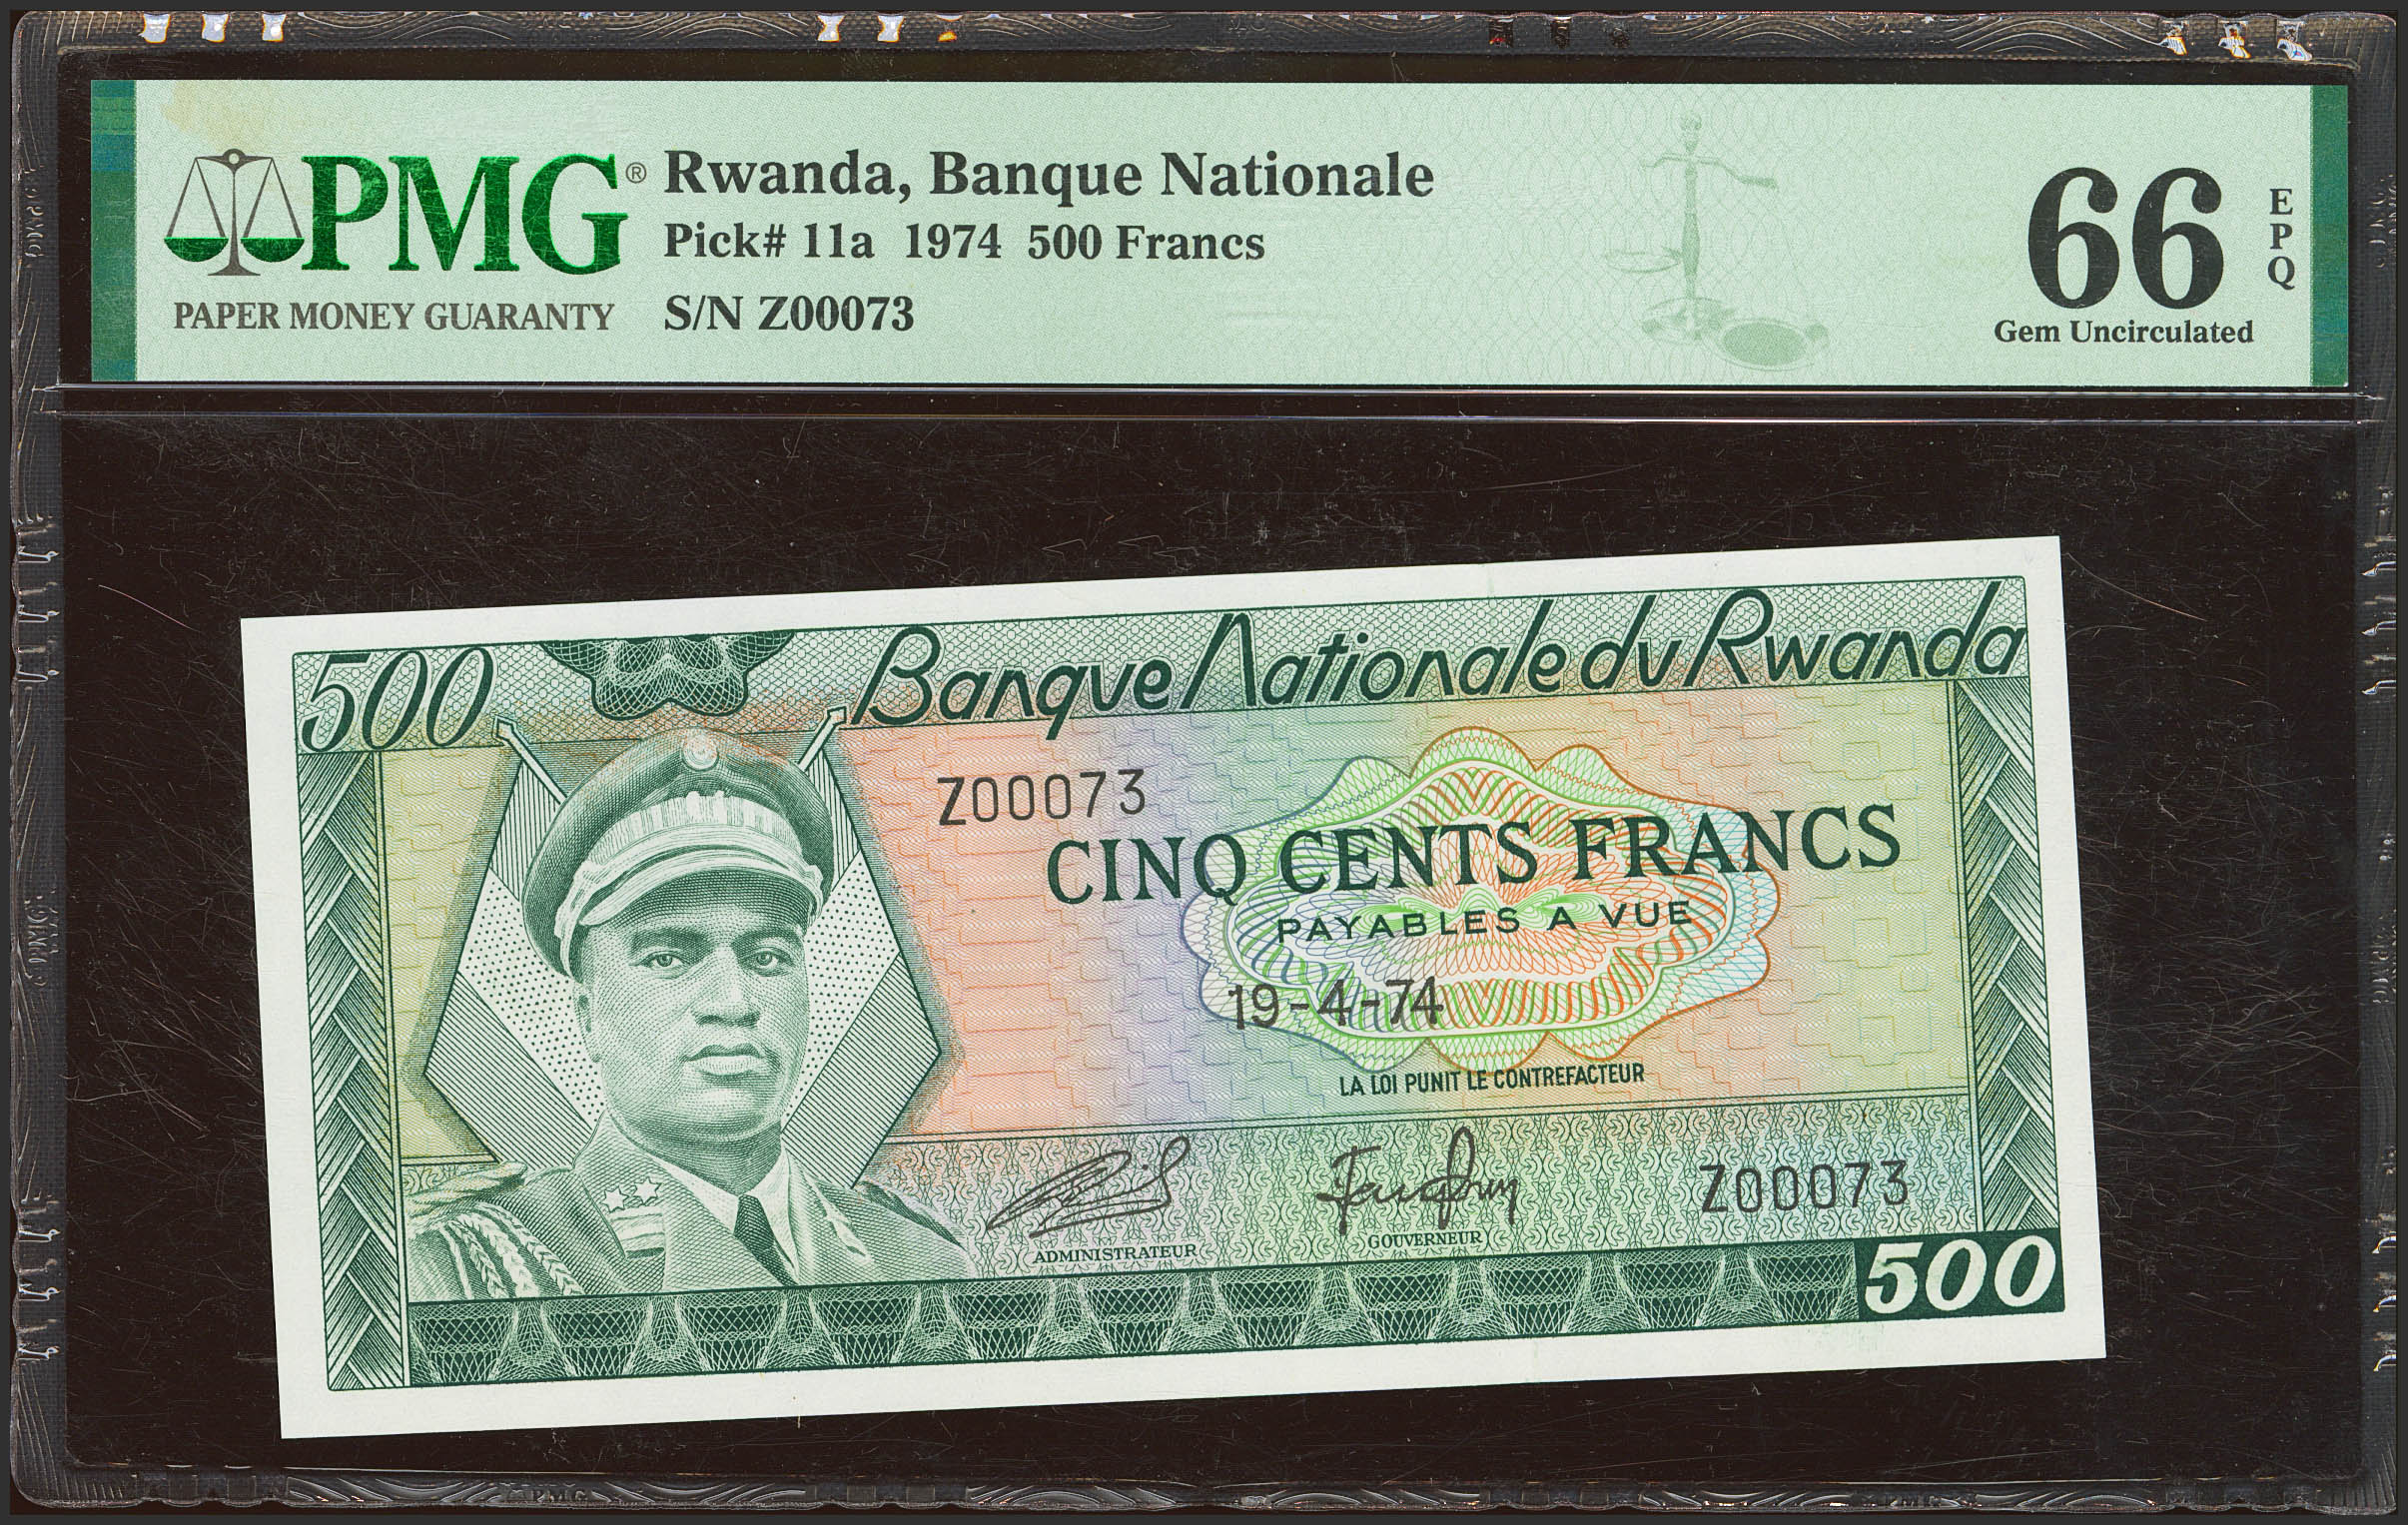 PMG®
PAPER MONEY GUARANTY
Rwanda, Banque Nationale
Pick# 11a 1974 500 Francs
S/N Z00073
66
EPQ
Gem Uncirculated
500
Banque Nationale du Rwanda
Z00073
CINQ CENTS FRANCS
PAYABLES A VUE
19-4-74
LA LOI PUNIT LE CONTREFACTEUR
ADMINISTRATEUR
GOUVERNEUR
Z00073
500